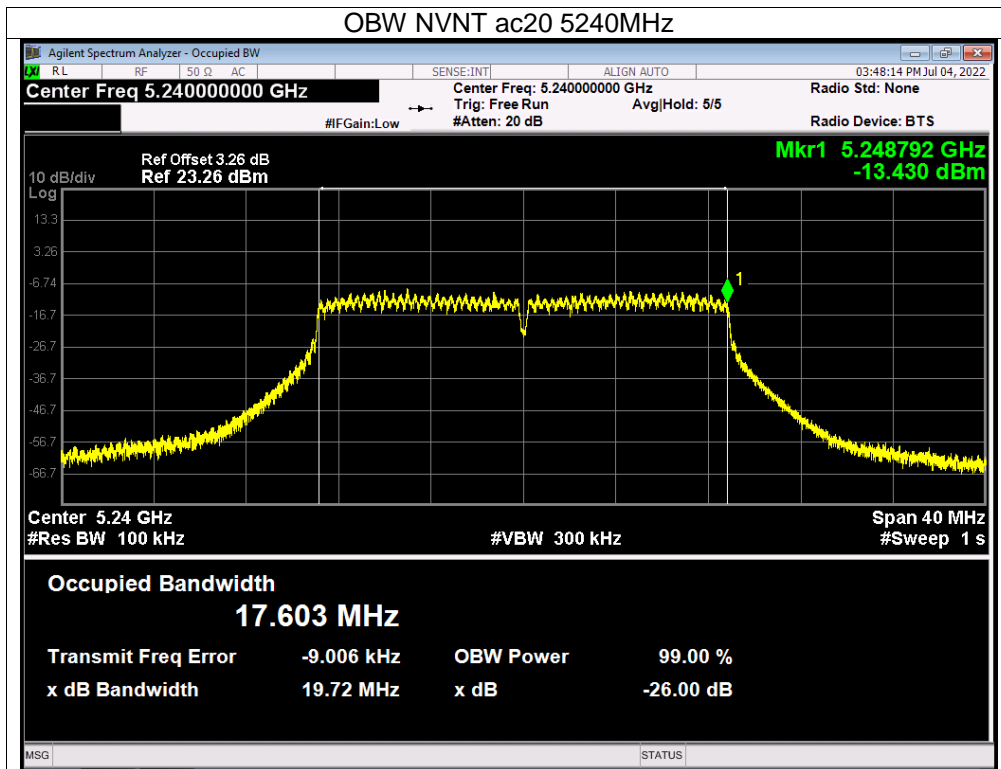 OBW NVNT ac20 5240MHz
Agilent Spectrum Analyzer - Occupied BW
LXI RL RF 50 Ω AC SENSE:INT ALIGN AUTO 03:48:14 PM Jul 04, 2022
Center Freq 5.240000000 GHz Center Freq: 5.240000000 GHz Radio Std: None
Trig: Free Run Avg|Hold: 5/5
#IFGain:Low #Atten: 20 dB Radio Device: BTS
Mkr1 5.248792 GHz
-13.430 dBm
Ref Offset 3.26 dB
10 dB/div Ref 23.26 dBm
Log
13.3
3.26
-6.74
1
-16.7
-26.7
-36.7
-46.7
-56.7
-66.7
Center 5.24 GHz Span 40 MHz
#Res BW 100 kHz #VBW 300 kHz #Sweep 1 s
Occupied Bandwidth
17.603 MHz
Transmit Freq Error -9.006 kHz OBW Power 99.00 %
x dB Bandwidth 19.72 MHz x dB -26.00 dB
MSG STATUS